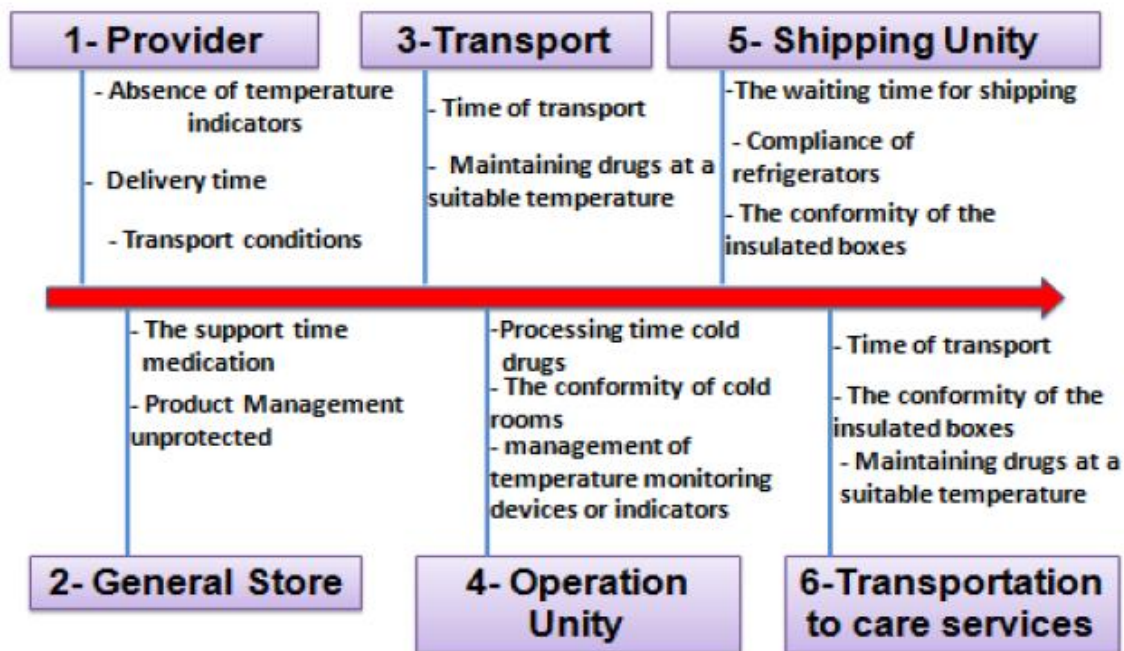 1- Provider
- Absence of temperature
indicators
- Delivery time
- Transport conditions
3-Transport
- Time of transport
- Maintaining drugs at a
suitable temperature
5- Shipping Unity
-The waiting time for shipping
- Compliance of
refrigerators
- The conformity of the
insulated boxes
- The support time
medication
- Product Management
unprotected
2- General Store
-Processing time cold
drugs
- The conformity of cold
rooms
- management of
temperature monitoring
devices or indicators
4- Operation
Unity
- Time of transport
- The conformity of the
insulated boxes
- Maintaining drugs at a
suitable temperature
6-Transportation
to care services